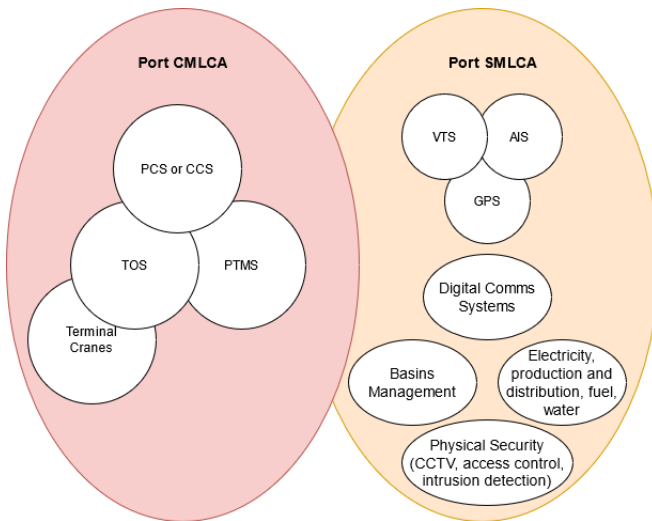 Port CMLCA
PCS or CCS
TOS
PTMS
Terminal
Cranes
Port SMLCA
VTS
AIS
GPS
Digital Comms
Systems
Basins
Management
Electricity,
production and
distribution, fuel,
water
Physical Security
(CCTV, access control,
intrusion detection)